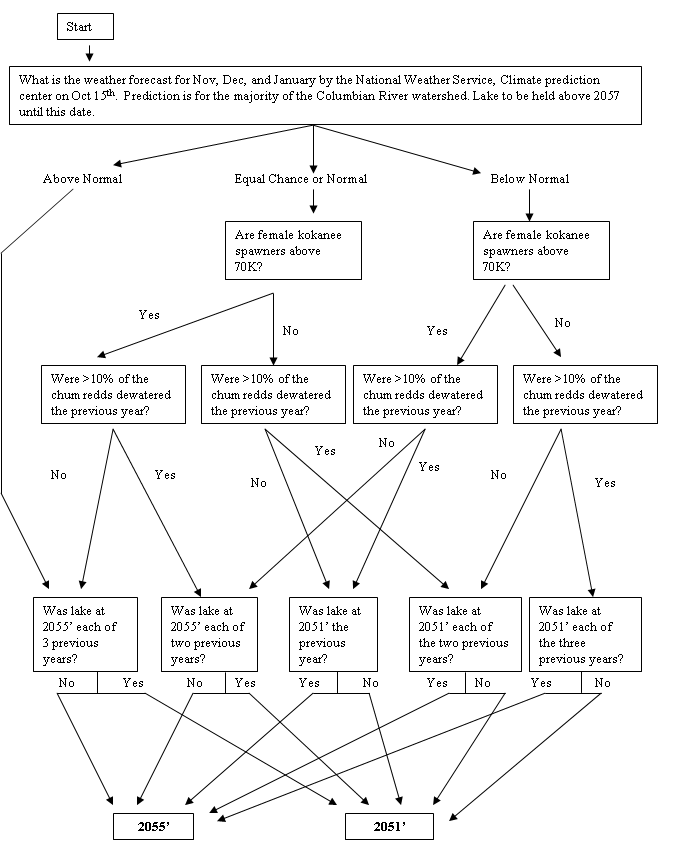 Start
What is the weather forecast for Nov, Dec, and January by the National Weather Service, Climate prediction
center on Oct 15th. Prediction is for the majority of the Columbian River watershed. Lake to be held above 2057
until this date.
Above Normal
Equal Chance or Normal
Below Normal
Are female kokanee
spawners above
70K?
Are female kokanee
spawners above
70K?
Yes
No
Yes
No
Were >10% of the
chum redds dewatered
the previous year?
Were >10% of the
chum redds dewatered
the previous year?
Were >10% of the
chum redds dewatered
the previous year?
Were >10% of the
chum redds dewatered
the previous year?
No
Yes
No
Yes
No
Yes
No
Yes
Was lake at
2055’ each of
3 previous
years?
Was lake at
2055’ each of
two previous
years?
Was lake at
2051’ the
previous
year?
Was lake at
2051’ each of
the two previous
years?
Was lake at
2051’ each of
the three
previous years?
No
Yes
No
Yes
Yes
No
Yes
No
Yes
No
2055’
2051’